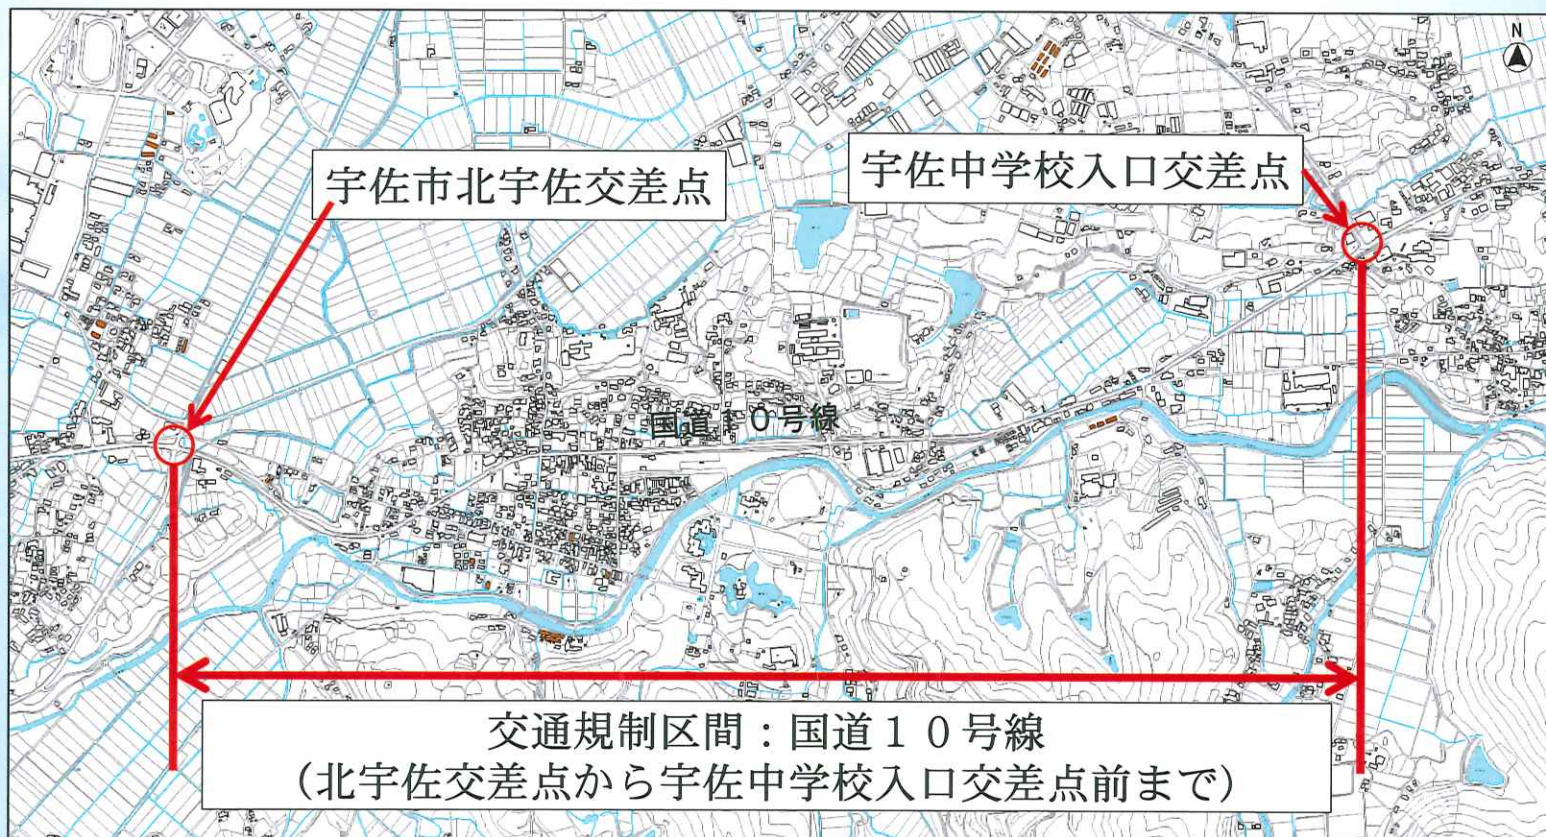 N
宇佐市北宇佐交差点
宇佐中学校入口交差点
国道１０号線
交通規制区間：国道１０号線
（北宇佐交差点から宇佐中学校入口交差点前まで）